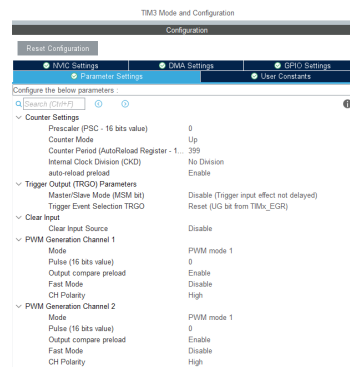 TIM3 Mode and Configuration
Configuration
Reset Configuration
NVIC Settings DMA Settings GPIO Settings
Parameter Settings User Constants
Configure the below parameters :
Search (Ctrl+F)
Counter Settings
Prescaler (PSC - 16 bits value) 0
Counter Mode Up
Counter Period (AutoReload Register - 1... 399
Internal Clock Division (CKD) No Division
auto-reload preload Enable
Trigger Output (TRGO) Parameters
Master/Slave Mode (MSM bit) Disable (Trigger input effect not delayed)
Trigger Event Selection TRGO Reset (UG bit from TIMx_EGR)
Clear Input
Clear Input Source Disable
PWM Generation Channel 1
Mode PWM mode 1
Pulse (16 bits value) 0
Output compare preload Enable
Fast Mode Disable
CH Polarity High
PWM Generation Channel 2
Mode PWM mode 1
Pulse (16 bits value) 0
Output compare preload Enable
Fast Mode Disable
CH Polarity High